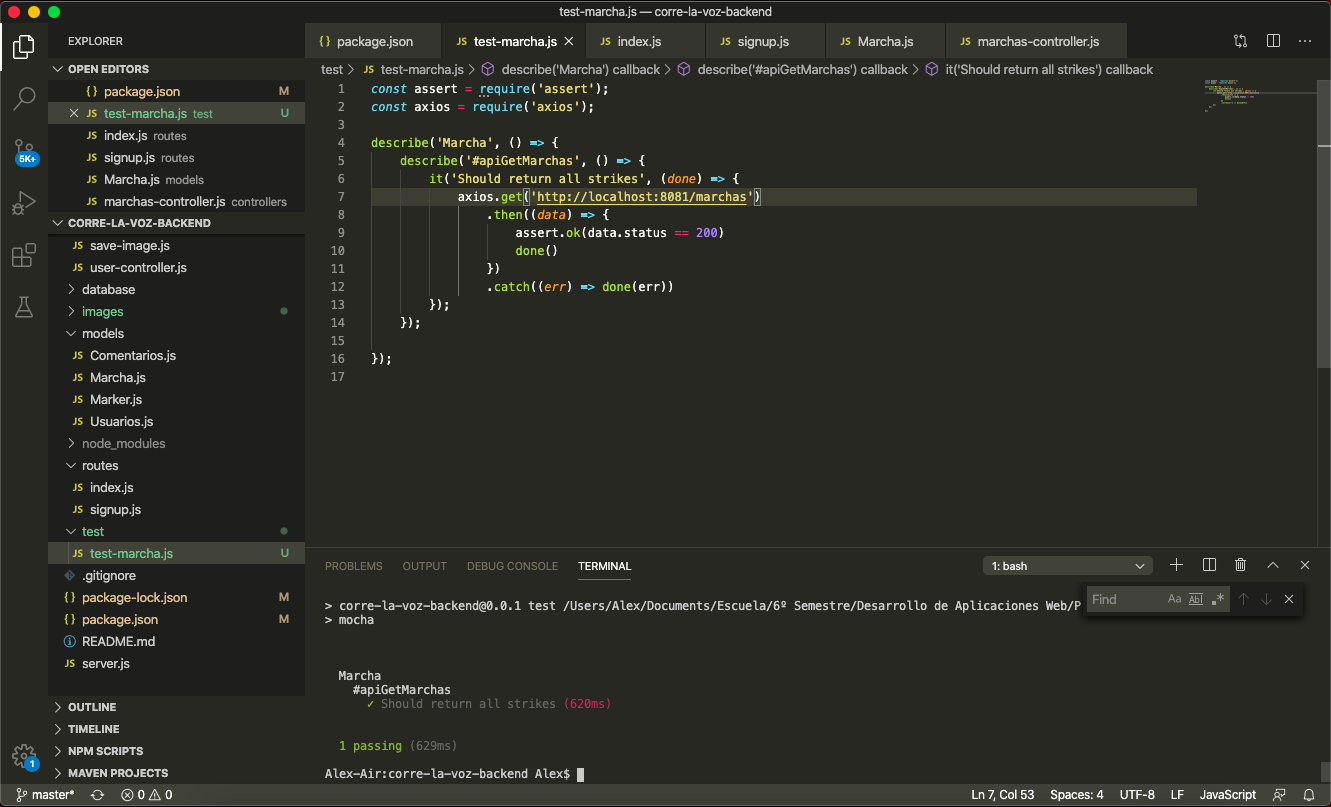 test-marcha.js — corre-la-voz-backend
EXPLORER
OPEN EDITORS
{} package.json M
JS test-marcha.js test U
JS index.js routes
JS signup.js routes
JS Marcha.js models
JS marchas-controller.js controllers
CORRE-LA-VOZ-BACKEND
JS save-image.js
JS user-controller.js
database
images
models
JS Comentarios.js
JS Marcha.js
JS Marker.js
JS Usuarios.js
node_modules
routes
JS index.js
JS signup.js
test
JS test-marcha.js U
.gitignore
{} package-lock.json M
{} package.json M
README.md
JS server.js
OUTLINE
TIMELINE
NPM SCRIPTS
MAVEN PROJECTS
5K+
1
{} package.json
JS test-marcha.js
JS index.js
JS signup.js
JS Marcha.js
JS marchas-controller.js
test > JS test-marcha.js > describe('Marcha') callback > describe('#apiGetMarchas') callback > it('Should return all strikes') callback
1 const assert = require('assert');
2 const axios = require('axios');
3
4 describe('Marcha', () => {
5 describe('#apiGetMarchas', () => {
6 it('Should return all strikes', (done) => {
7 axios.get('http://localhost:8081/marchas')
8 .then((data) => {
9 assert.ok(data.status == 200)
10 done()
11 })
12 .catch((err) => done(err))
13 });
14 });
15
16 });
17
PROBLEMS OUTPUT DEBUG CONSOLE TERMINAL
1: bash
Find Aa Abl .*
> corre-la-voz-backend@0.0.1 test /Users/Alex/Documents/Escuela/6º Semestre/Desarrollo de Aplicaciones Web/P
> mocha
Marcha
#apiGetMarchas
✓ Should return all strikes (620ms)
1 passing (629ms)
Alex-Air:corre-la-voz-backend Alex$
master* 0 0 Ln 7, Col 53 Spaces: 4 UTF-8 LF JavaScript